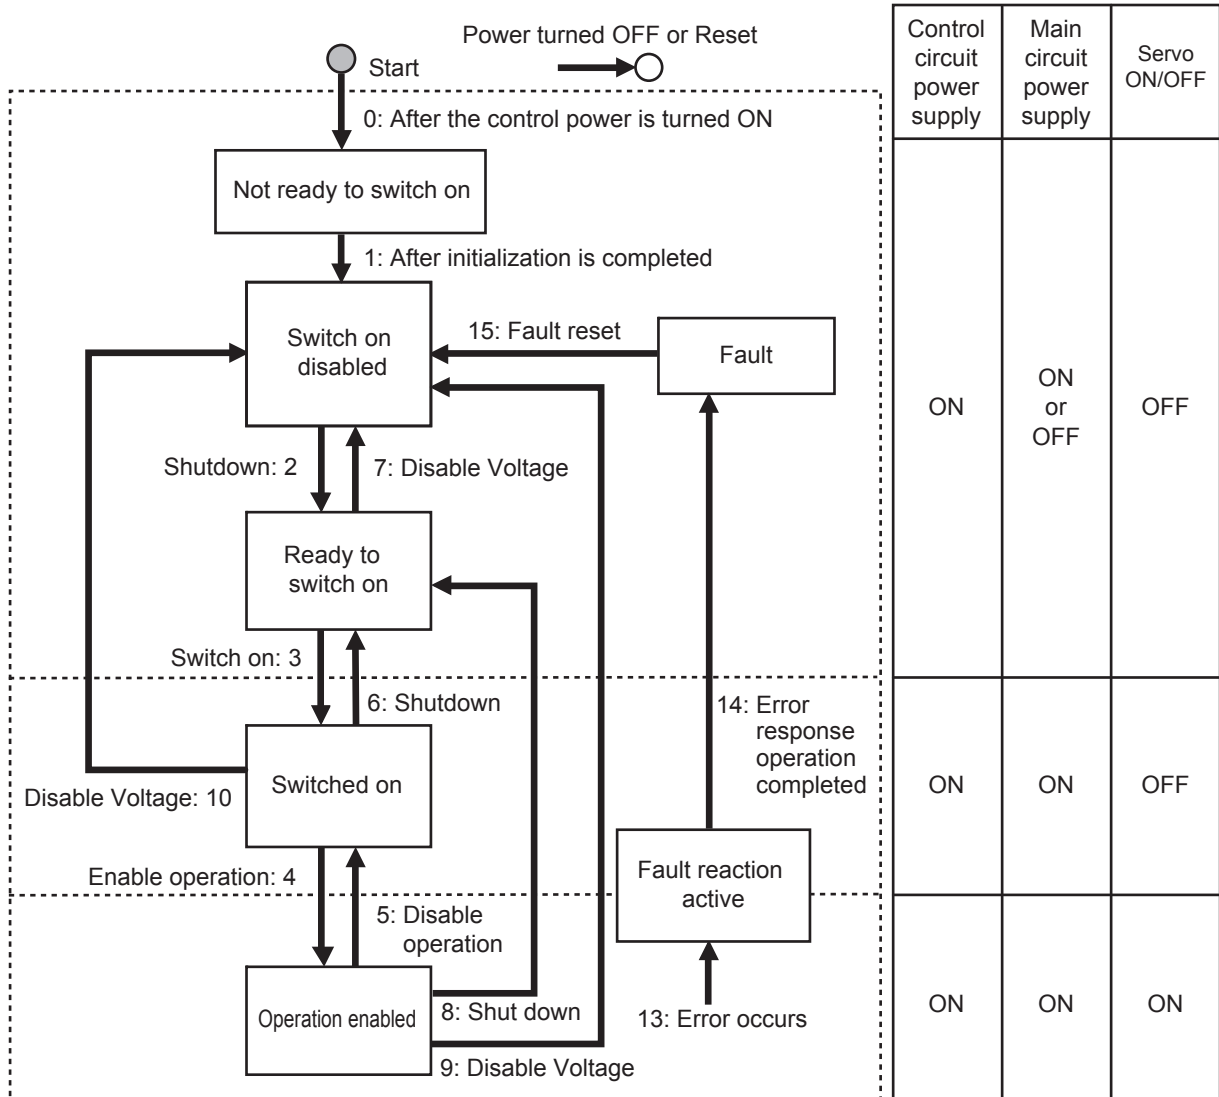 Power turned OFF or Reset
Start
0: After the control power is turned ON
Not ready to switch on
1: After initialization is completed
Switch on
disabled
15: Fault reset
Fault
Shutdown: 2
7: Disable Voltage
Ready to
switch on
Switch on: 3
6: Shutdown
14: Error
response
operation
completed
Switched on
Disable Voltage: 10
Enable operation: 4
Fault reaction
active
5: Disable
operation
Operation enabled
8: Shut down
13: Error occurs
9: Disable Voltage
Control
circuit
power
supply
Main
circuit
power
supply
Servo
ON/OFF
ON
ON
or
OFF
OFF
ON
ON
OFF
ON
ON
ON